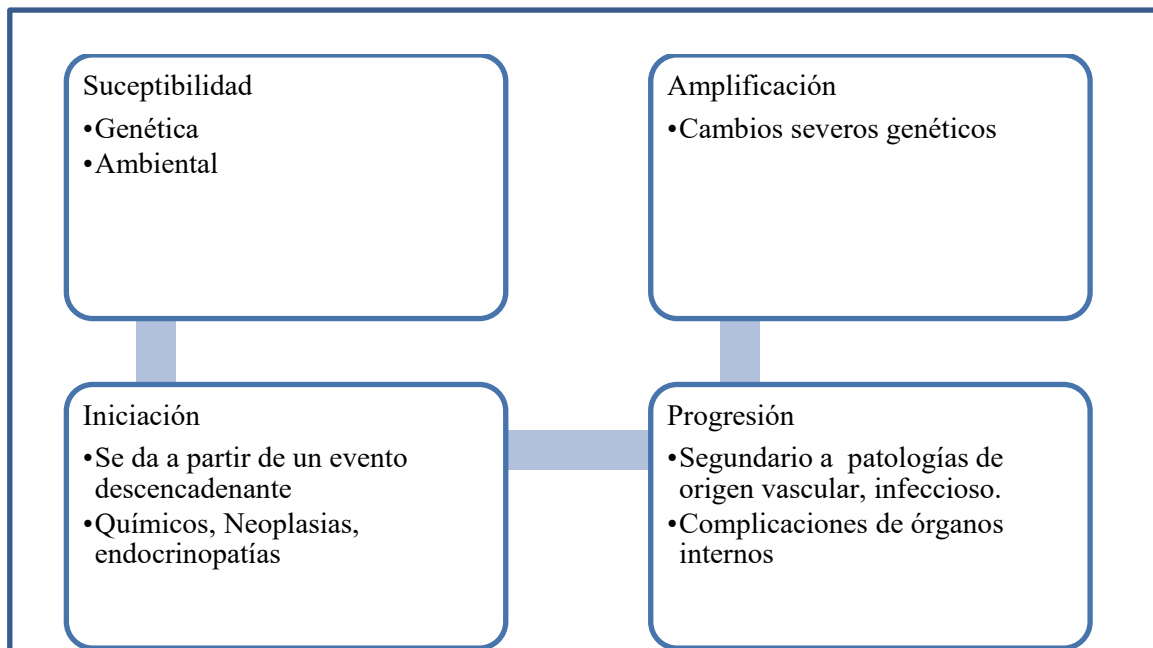 Suceptibilidad
•Genética
•Ambiental
Iniciación
•Se da a partir de un evento
descencadenante
•Químicos, Neoplasias,
endocrinopatías
Progresión
•Segundario a  patologías de
origen vascular, infeccioso.
•Complicaciones de órganos
internos
Amplificación
•Cambios severos genéticos